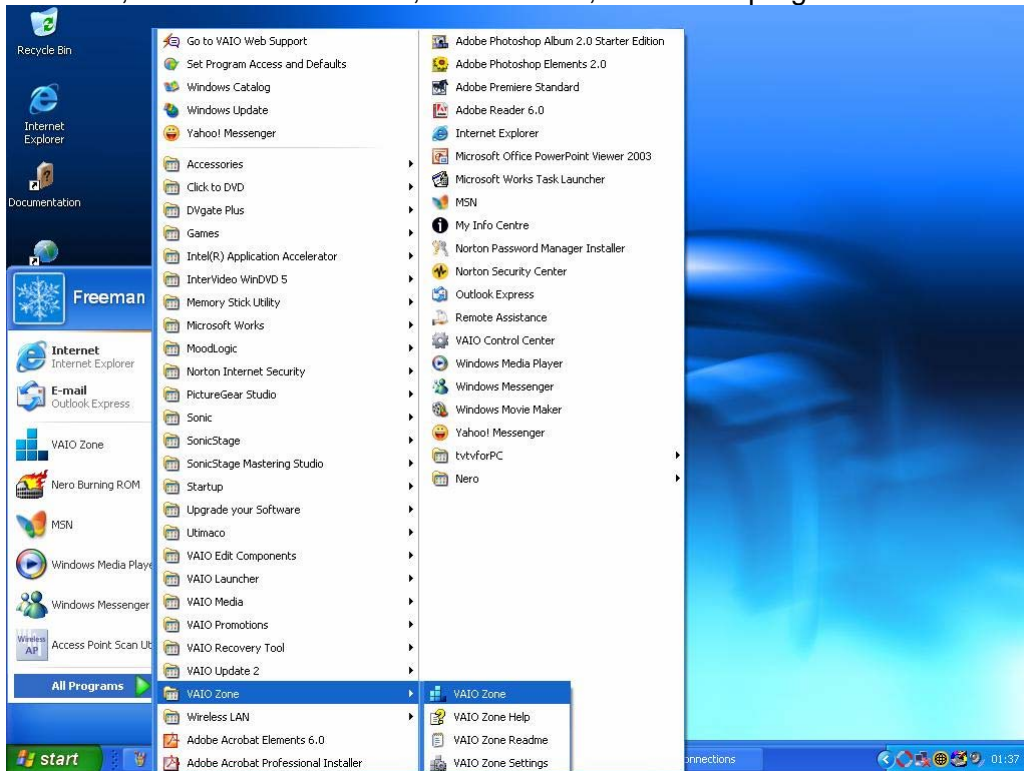 Recycle Bin
Internet
Explorer
Documentation
Freeman
Internet
Internet Explorer
E-mail
Outlook Express
VAIO Zone
Nero Burning ROM
MSN
Windows Media Playe
Windows Messenger
Wireless
AP
Access Point Scan Ut
All Programs
start
Go to VAIO Web Support
Set Program Access and Defaults
Windows Catalog
Windows Update
Yahoo! Messenger
Accessories
Click to DVD
DVgate Plus
Games
Intel(R) Application Accelerator
InterVideo WinDVD 5
Memory Stick Utility
Microsoft Works
MoodLogic
Norton Internet Security
PictureGear Studio
Sonic
SonicStage
SonicStage Mastering Studio
Startup
Upgrade your Software
Utimaco
VAIO Edit Components
VAIO Launcher
VAIO Media
VAIO Promotions
VAIO Recovery Tool
VAIO Update 2
VAIO Zone
Wireless LAN
Adobe Acrobat Elements 6.0
Adobe Acrobat Professional Installer
Adobe Photoshop Album 2.0 Starter Edition
Adobe Photoshop Elements 2.0
Adobe Premiere Standard
Adobe Reader 6.0
Internet Explorer
Microsoft Office PowerPoint Viewer 2003
Microsoft Works Task Launcher
MSN
My Info Centre
Norton Password Manager Installer
Norton Security Center
Outlook Express
Remote Assistance
VAIO Control Center
Windows Media Player
Windows Messenger
Windows Movie Maker
Yahoo! Messenger
tvtvforPC
Nero
VAIO Zone
VAIO Zone Help
VAIO Zone Readme
VAIO Zone Settings
onnections
01:37